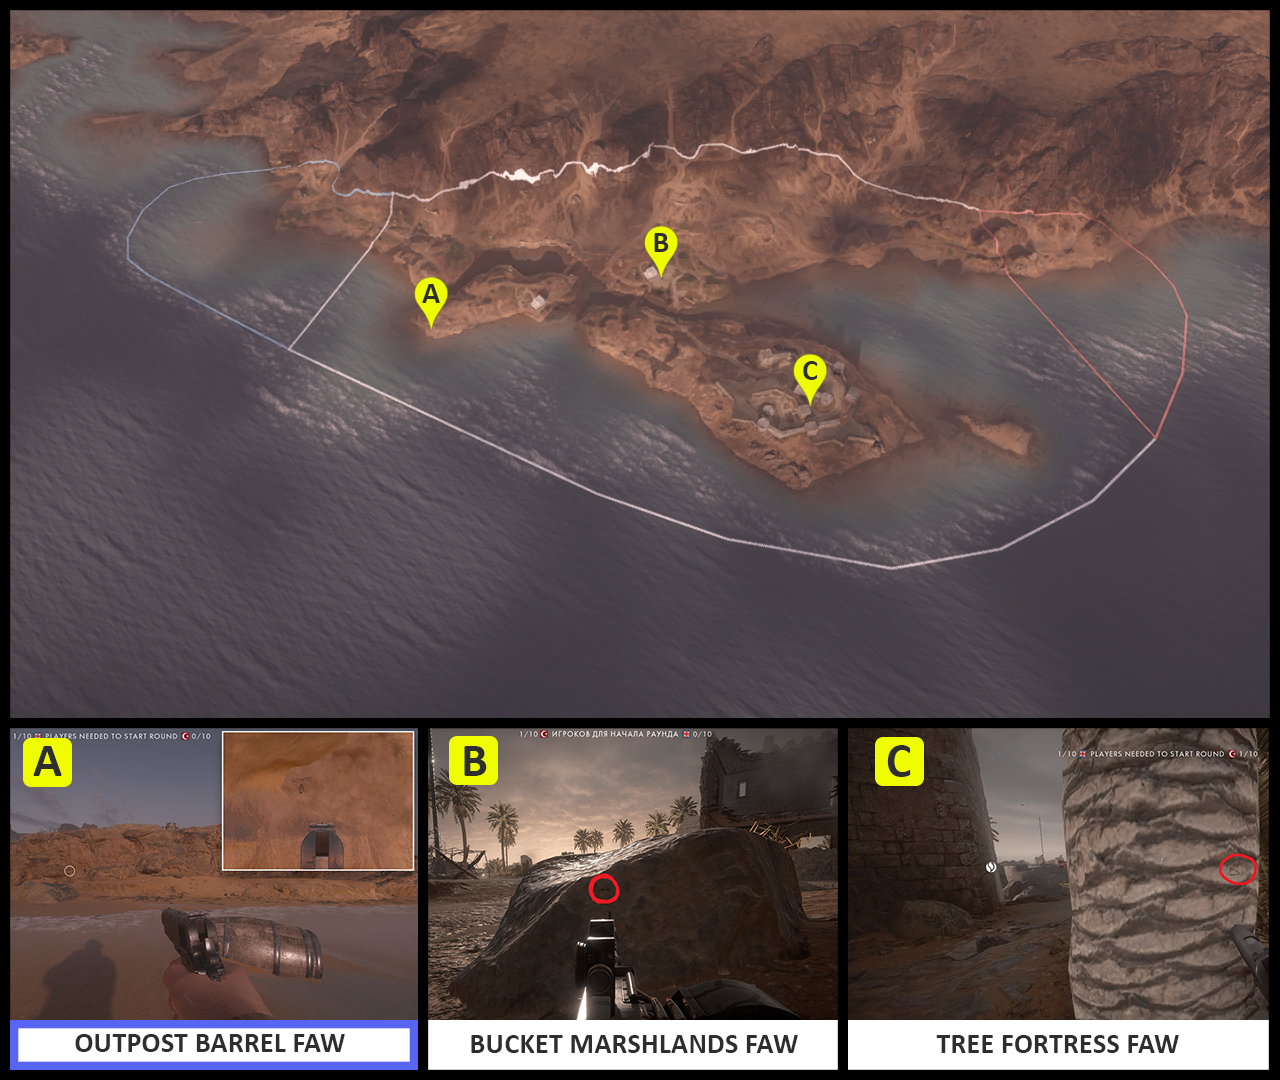 A
B
C
A
1/10 PLAYERS NEEDED TO START ROUND 0/10
B
1/10 ИГРОКОВ ДЛЯ НАЧАЛА РАУНДА 0/10
C
1/10 PLAYERS NEEDED TO START ROUND 1/10
OUTPOST BARREL FAW
BUCKET MARSHLANDS FAW
TREE FORTRESS FAW